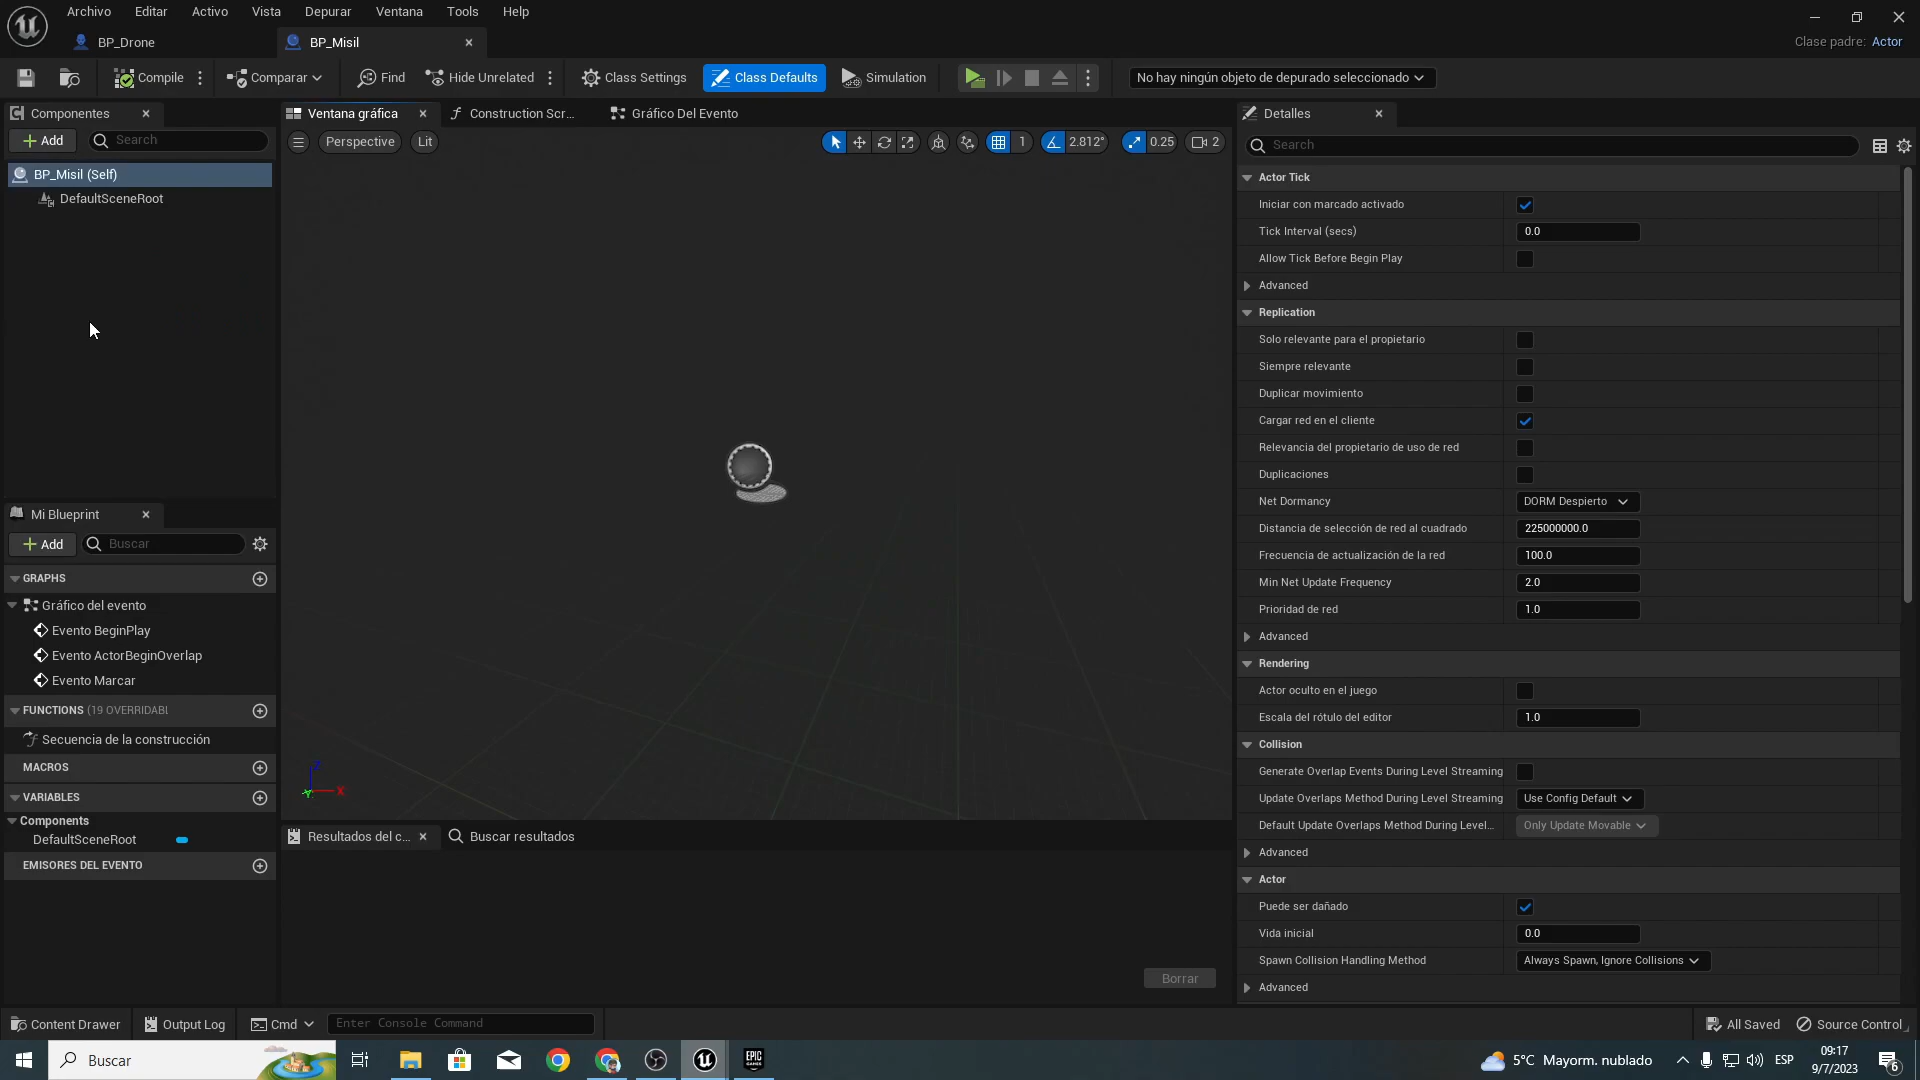 Archivo Editar Activo Vista Depurar Ventana Tools Help
BP_Drone BP_Misil Clase padre: Actor
Compile Comparar Find Hide Unrelated Class Settings Class Defaults Simulation No hay ningún objeto de depurado seleccionado
Componentes
Add Search
BP_Misil (Self)
DefaultSceneRoot
Mi Blueprint
Add Buscar
GRAPHS
Gráfico del evento
Evento BeginPlay
Evento ActorBeginOverlap
Evento Marcar
FUNCTIONS (19 OVERRIDABL
Secuencia de la construcción
MACROS
VARIABLES
Components
DefaultSceneRoot
EMISORES DEL EVENTO
Ventana gráfica Construction Scr... Gráfico Del Evento
Perspective Lit 1 2.812° 0.25 2
Z
X
Y
Resultados del c... Buscar resultados
Borrar
Detalles
Search
Actor Tick
Iniciar con marcado activado
Tick Interval (secs) 0.0
Allow Tick Before Begin Play
Advanced
Replication
Solo relevante para el propietario
Siempre relevante
Duplicar movimiento
Cargar red en el cliente
Relevancia del propietario de uso de red
Duplicaciones
Net Dormancy DORM Despierto
Distancia de selección de red al cuadrado 225000000.0
Frecuencia de actualización de la red 100.0
Min Net Update Frequency 2.0
Prioridad de red 1.0
Advanced
Rendering
Actor oculto en el juego
Escala del rótulo del editor 1.0
Collision
Generate Overlap Events During Level Streaming
Update Overlaps Method During Level Streaming Use Config Default
Default Update Overlaps Method During Level... Only Update Movable
Advanced
Actor
Puede ser dañado
Vida inicial 0.0
Spawn Collision Handling Method Always Spawn, Ignore Collisions
Advanced
Content Drawer Output Log Cmd Enter Console Command All Saved Source Control
Buscar EPIC GAMES 5°C Mayorm. nublado ESP 09:17
9/7/2023 6